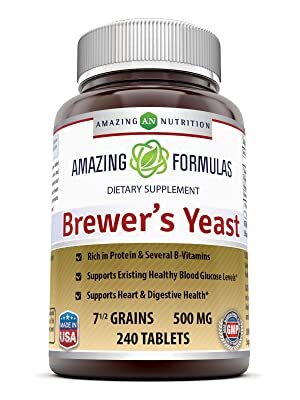 AMAZING AN NUTRITION
AMAZING FORMULAS
DIETARY SUPPLEMENT
Brewer's Yeast
Rich in Protein & Several B-Vitamins
Supports Existing Healthy Blood Glucose Levels*
Supports Heart & Digestive Health*
7 1/2 GRAINS 500 MG
240 TABLETS
MADE IN
USA
GMP